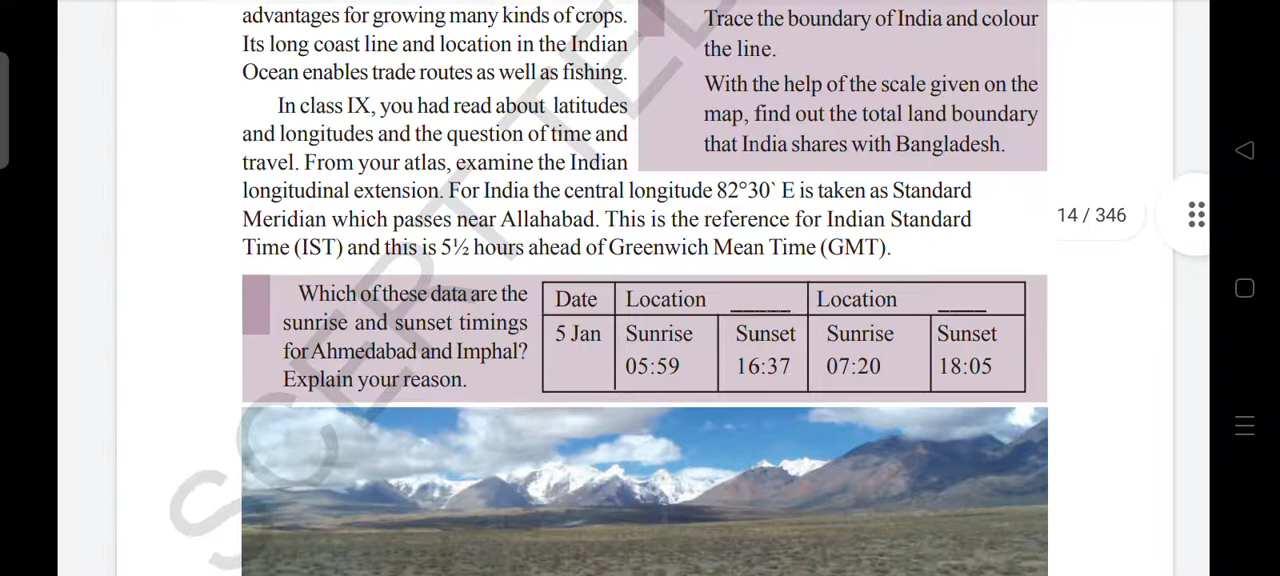 advantages for growing many kinds of crops.
Its long coast line and location in the Indian
Ocean enables trade routes as well as fishing.
In class IX, you had read about latitudes
and longitudes and the question of time and
travel. From your atlas, examine the Indian
longitudinal extension. For India the central longitude 82°30` E is taken as Standard
Meridian which passes near Allahabad. This is the reference for Indian Standard
Time (IST) and this is 5½ hours ahead of Greenwich Mean Time (GMT).
Trace the boundary of India and colour
the line.
With the help of the scale given on the
map, find out the total land boundary
that India shares with Bangladesh.
14 / 346
Which of these data are the
sunrise and sunset timings
for Ahmedabad and Imphal?
Explain your reason.
Date Location ______ Location _____
5 Jan Sunrise Sunset Sunrise Sunset
05:59 16:37 07:20 18:05
SCERT TEL